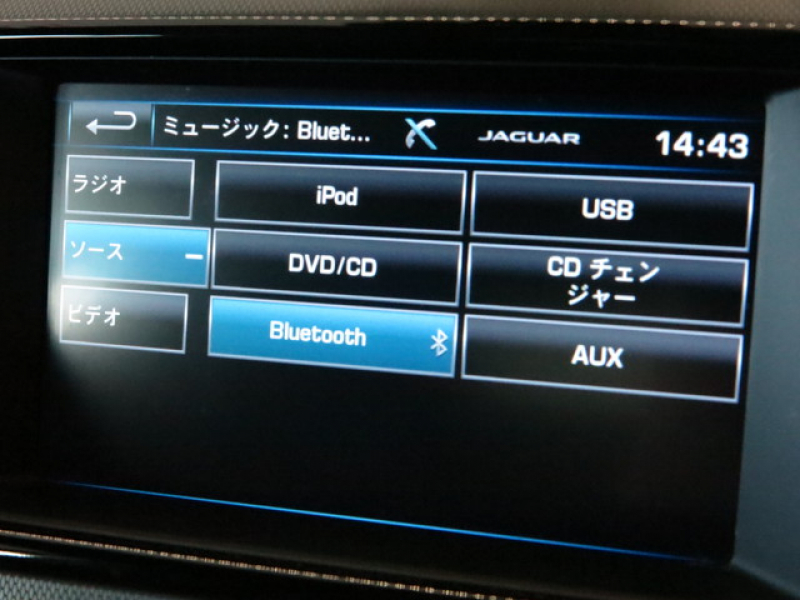 ミュージック: Bluet... JAGUAR 14:43
ラジオ
iPod
USB
ソース
DVD/CD
CD チェン
ジャー
ビデオ
Bluetooth
AUX